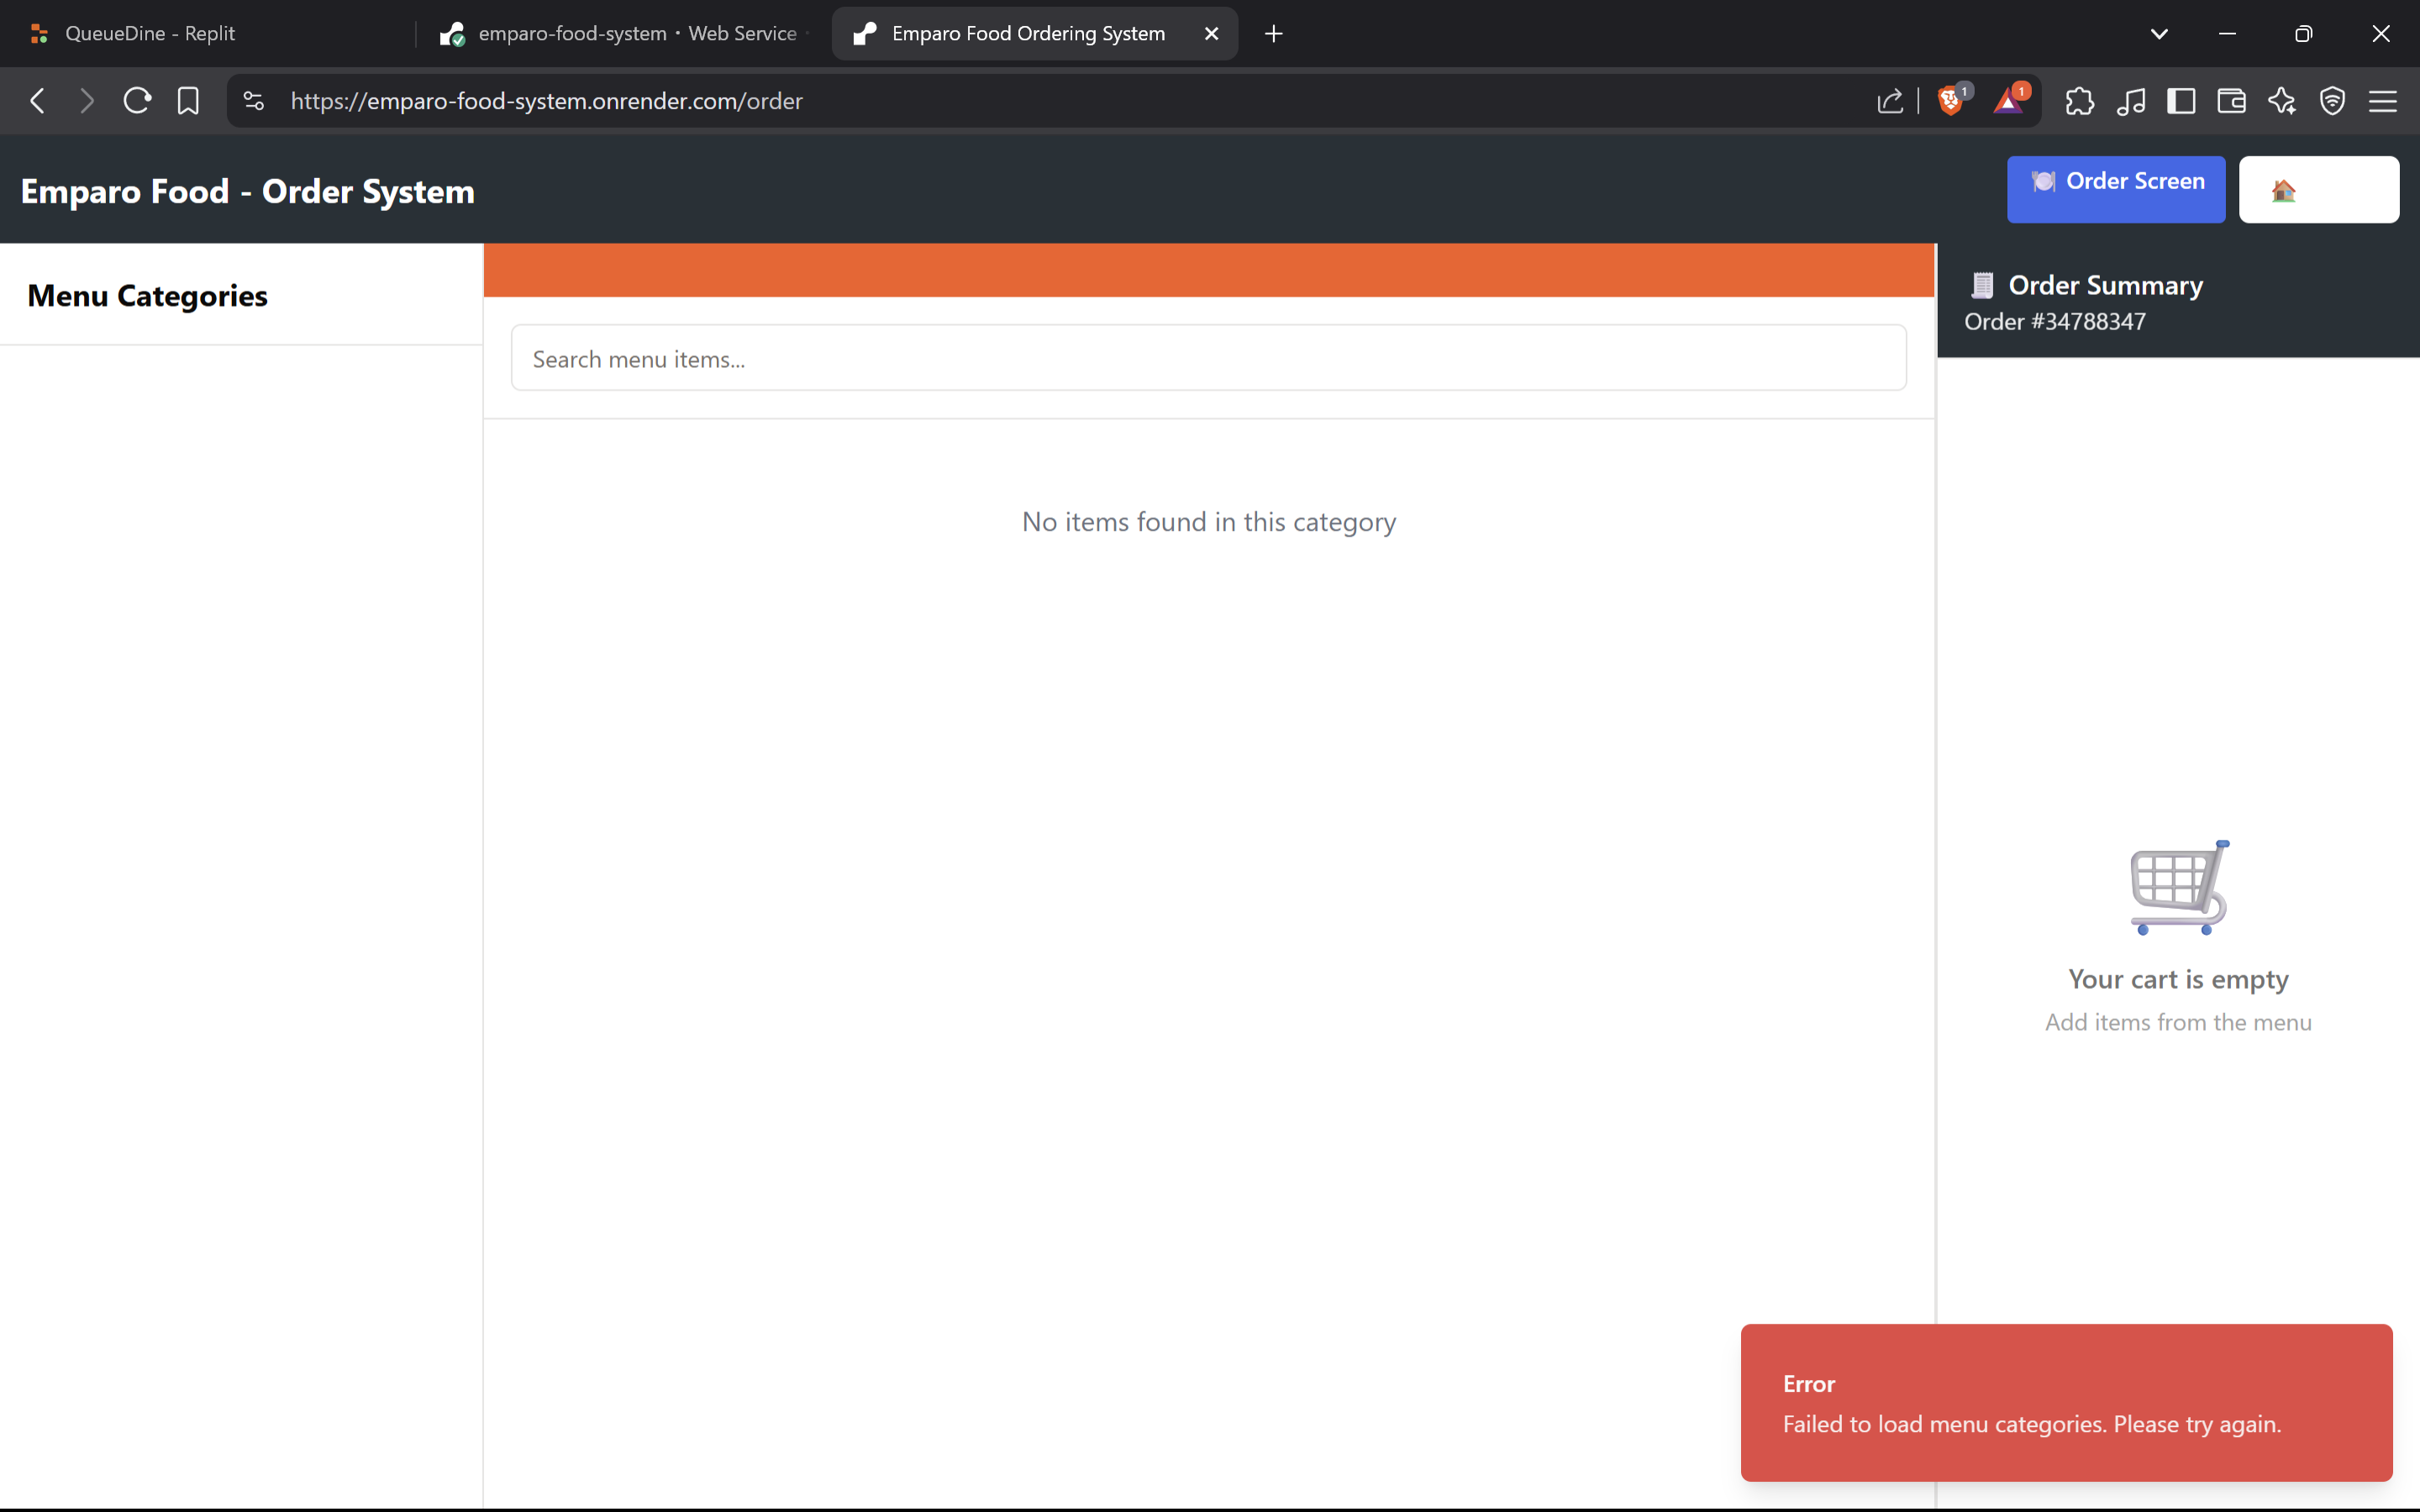 QueueDine - Replit
emparo-food-system • Web Service
Emparo Food Ordering System
https://emparo-food-system.onrender.com/order
1
1
Emparo Food - Order System
Order Screen
Menu Categories
Search menu items...
No items found in this category
Order Summary
Order #34788347
Your cart is empty
Add items from the menu
Error
Failed to load menu categories. Please try again.